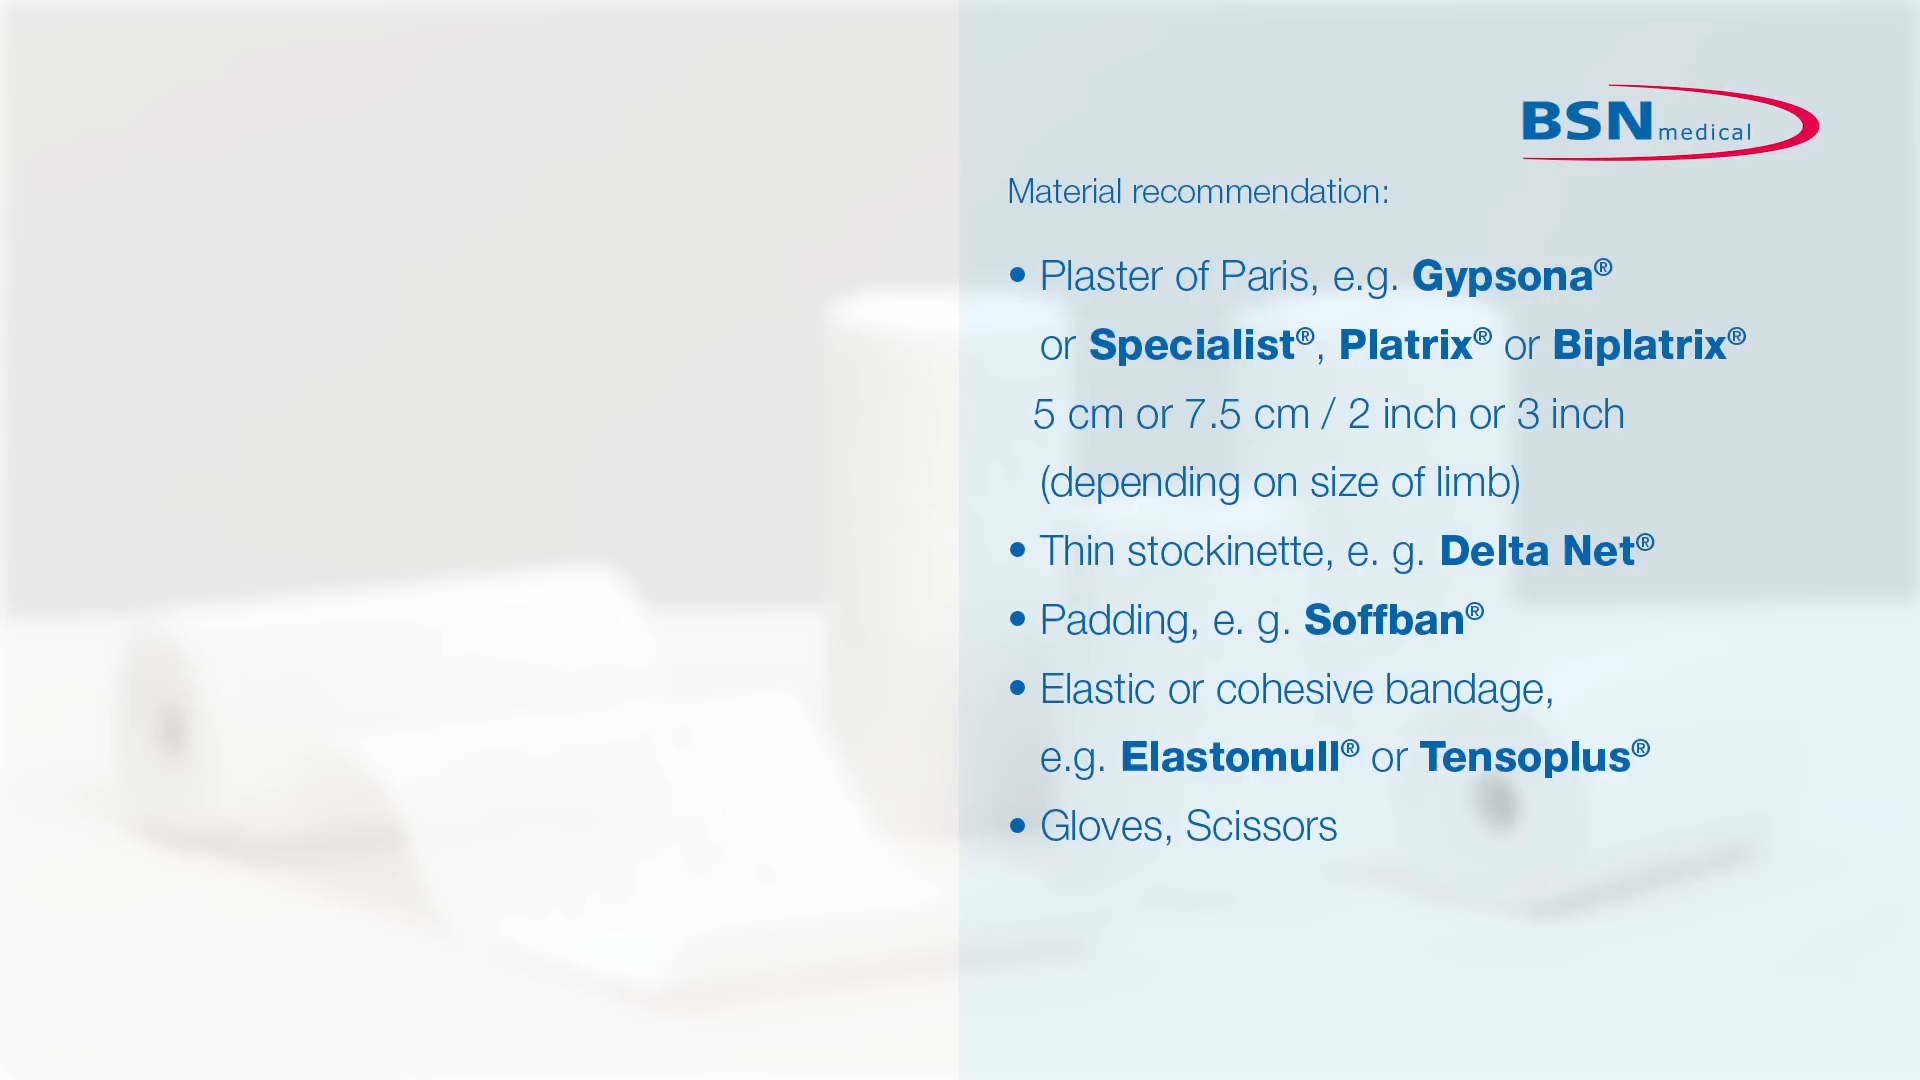 BSN medical
Material recommendation:
• Plaster of Paris, e.g. Gypsona®
or Specialist®, Platrix® or Biplatrix®
5 cm or 7.5 cm / 2 inch or 3 inch
(depending on size of limb)
• Thin stockinette, e. g. Delta Net®
• Padding, e. g. Soffban®
• Elastic or cohesive bandage,
e.g. Elastomull® or Tensoplus®
• Gloves, Scissors